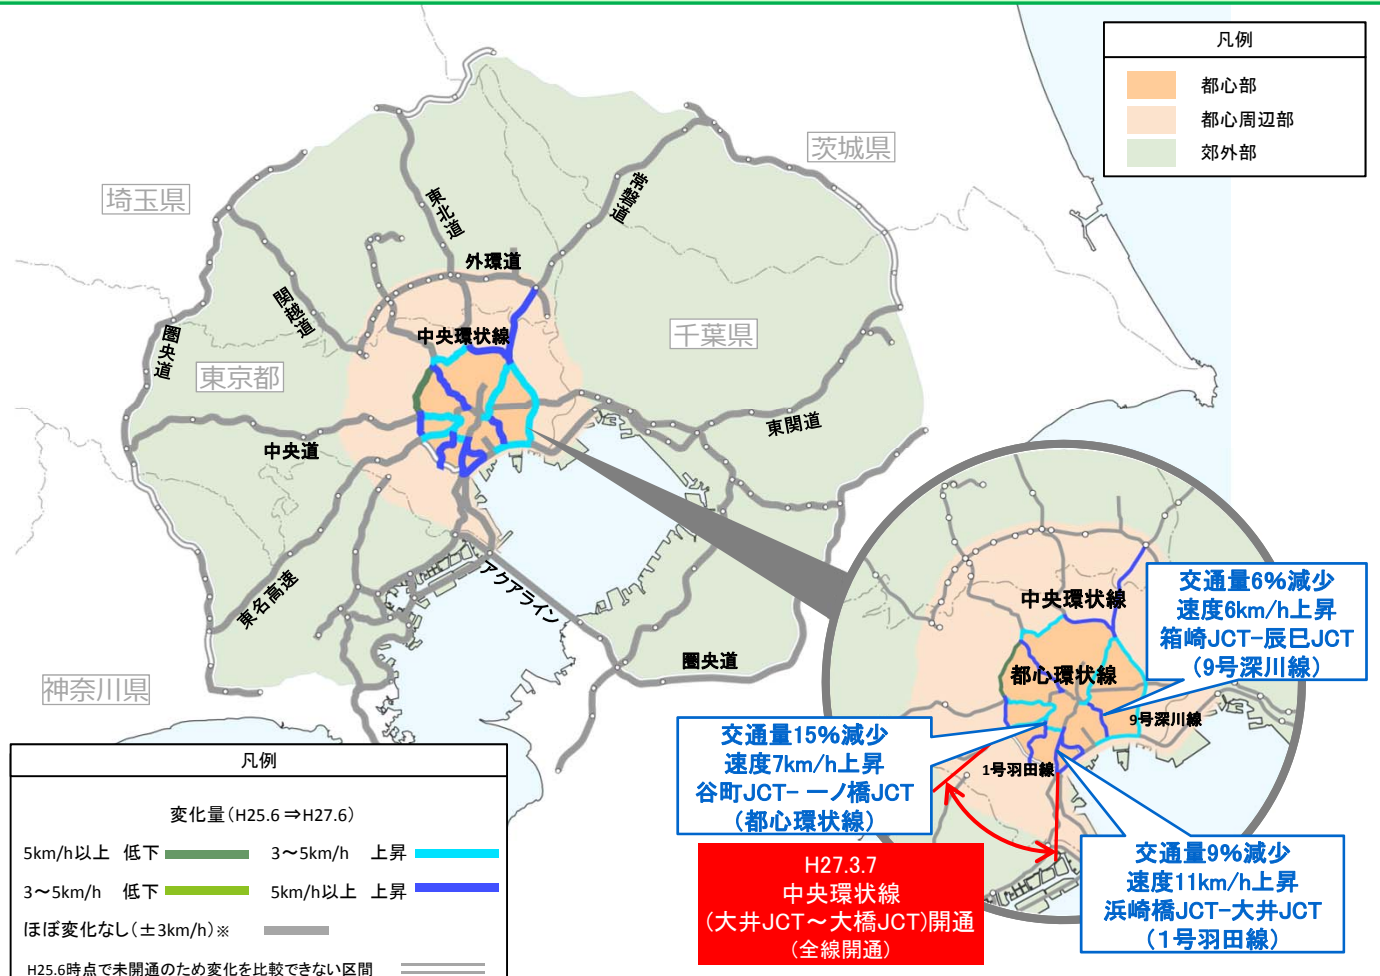 凡例
都心部
都心周辺部
郊外部
茨城県
埼玉県
常磐道
東北道
外環道
関越道
圏央道
中央環状線
千葉県
東京都
東関道
中央道
東名高速
アクアライン
圏央道
神奈川県
中央環状線
都心環状線
9号深川線
1号羽田線
交通量6%減少
速度6km/h上昇
箱崎JCT-辰巳JCT
(9号深川線)
交通量15%減少
速度7km/h上昇
谷町JCT- 一ノ橋JCT
(都心環状線)
交通量9%減少
速度11km/h上昇
浜崎橋JCT-大井JCT
(1号羽田線)
H27.3.7
中央環状線
(大井JCT～大橋JCT)開通
(全線開通)
凡例
変化量(H25.6 ⇒H27.6)
5km/h以上 低下 3～5km/h 上昇
3～5km/h 低下 5km/h以上 上昇
ほぼ変化なし(±3km/h)※
H25.6時点で未開通のため変化を比較できない区間